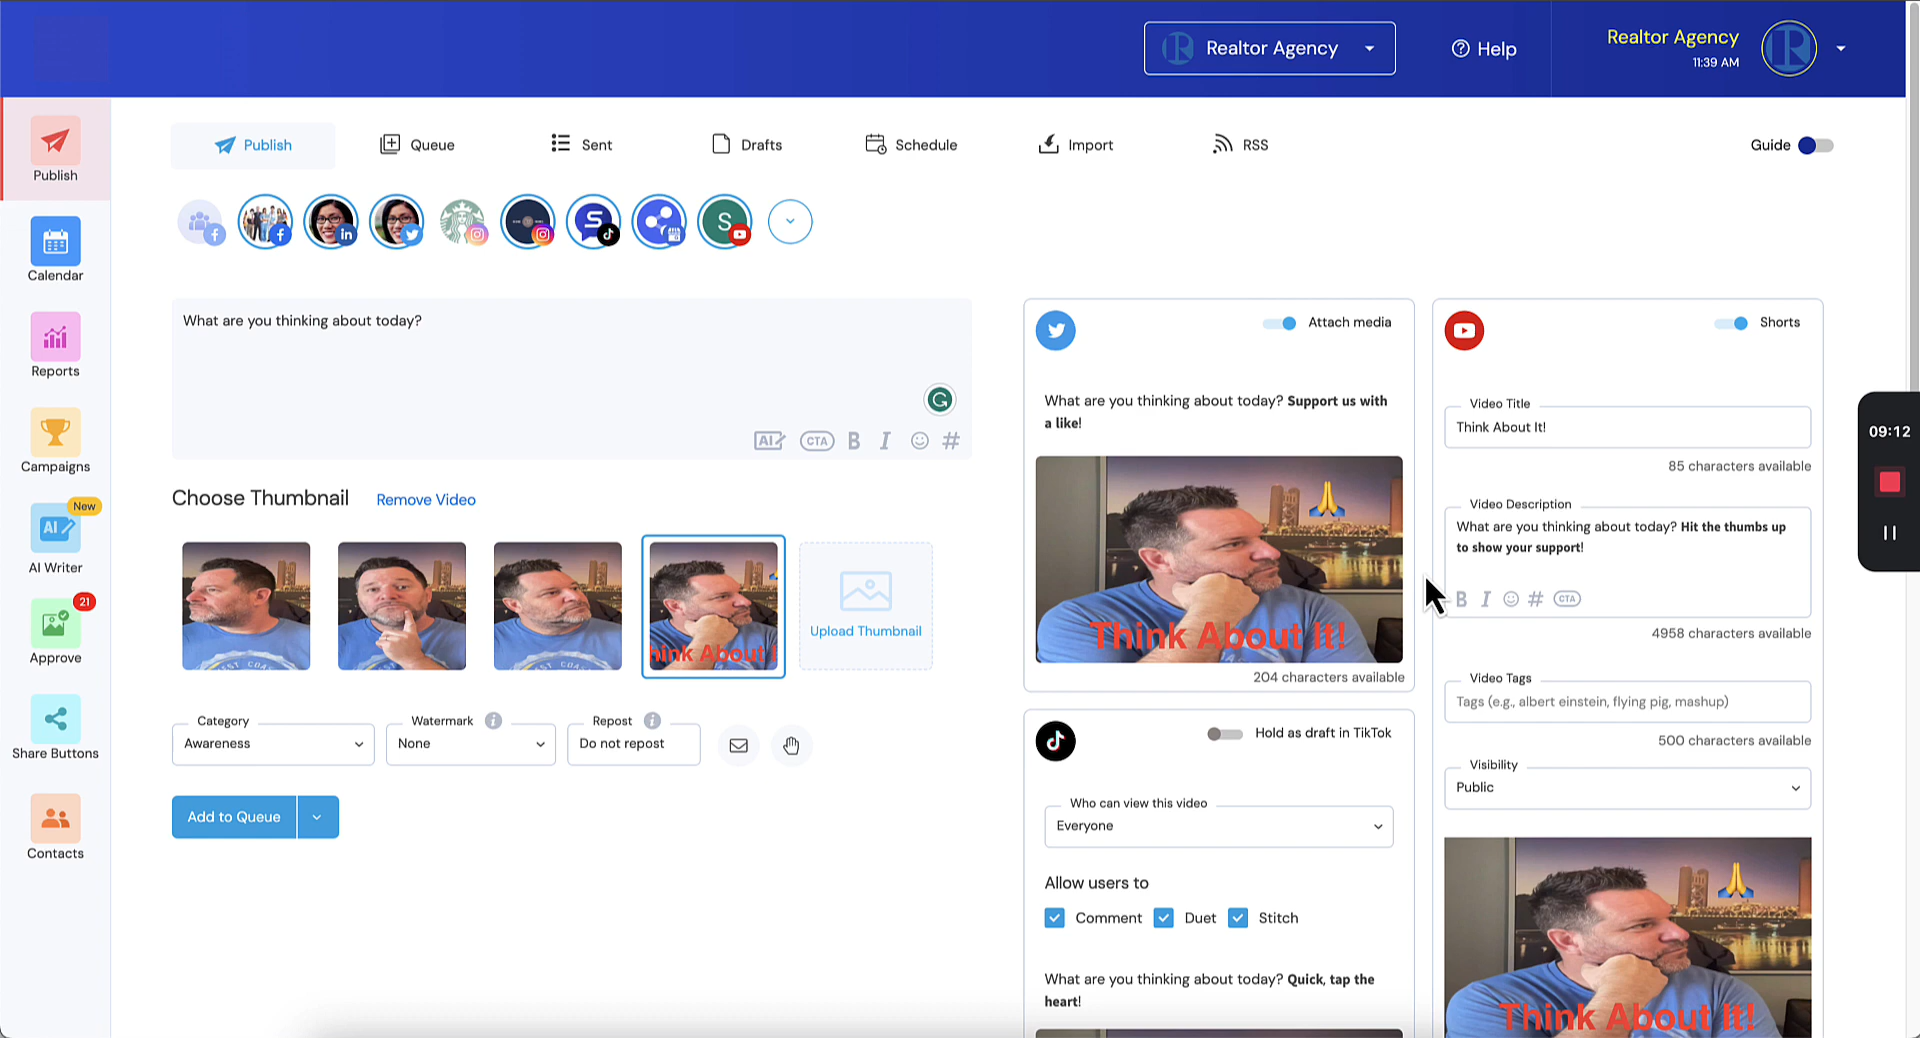 Realtor Agency
Help
Realtor Agency
11:39 AM
Publish
Calendar
Reports
Campaigns
New
AI
AI Writer
21
Approve
Share Buttons
Contacts
Publish
Queue
Sent
Drafts
Schedule
Import
RSS
Guide
S
S
What are you thinking about today?
AI
CTA
B
I
#
Choose Thumbnail
Remove Video
hink About I
Upload Thumbnail
Category
Awareness
Watermark
None
Repost
Do not repost
Add to Queue
Attach media
What are you thinking about today? Support us with
a like!
Think About It!
204 characters available
Hold as draft in TikTok
Who can view this video
Everyone
Allow users to
Comment
Duet
Stitch
What are you thinking about today? Quick, tap the
heart!
Shorts
Video Title
Think About It!
85 characters available
Video Description
What are you thinking about today? Hit the thumbs up
to show your support!
B
I
#
CTA
4958 characters available
Video Tags
Tags (e.g., albert einstein, flying pig, mashup)
500 characters available
Visibility
Public
Think About It!
09:12